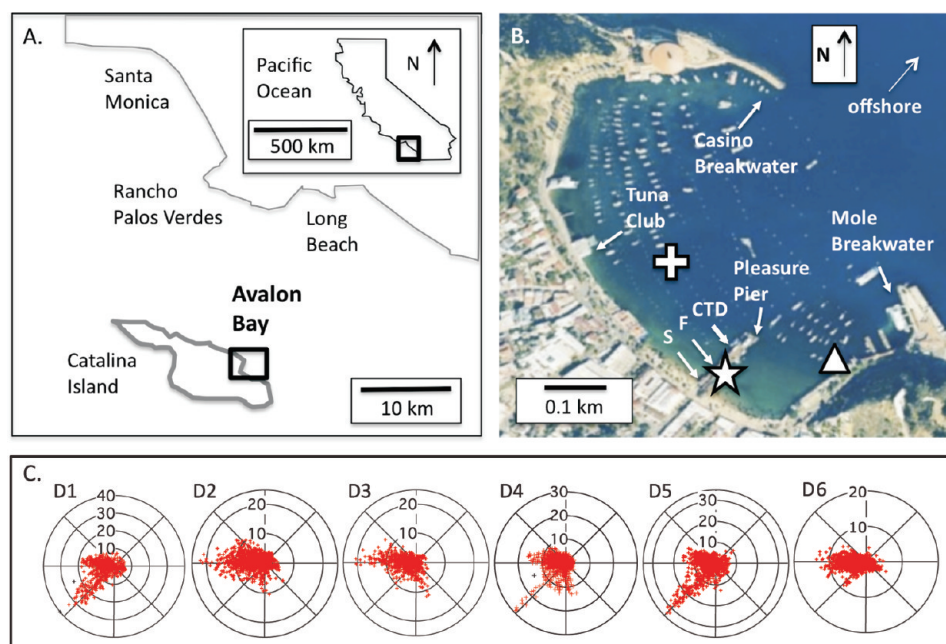 A.
Santa
Monica
Pacific
Ocean
N
500 km
Rancho
Palos Verdes
Long
Beach
Avalon
Bay
Catalina
Island
10 km
B.
N
offshore
Casino
Breakwater
Tuna
Club
Mole
Breakwater
Pleasure
Pier
CTD
F
S
0.1 km
C.
D1
40
30
20
10
D2
20
10
D3
20
10
D4
30
20
10
D5
40
30
20
10
D6
20
10